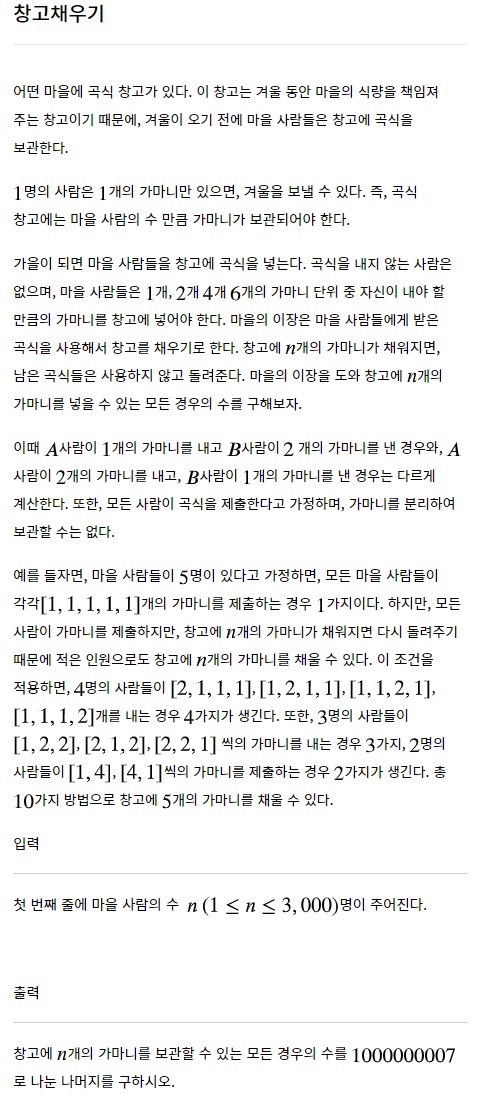 창고채우기
어떤 마을에 곡식 창고가 있다. 이 창고는 겨울 동안 마을의 식량을 책임져
주는 창고이기 때문에, 겨울이 오기 전에 마을 사람들은 창고에 곡식을
보관한다.
1명의 사람은 1개의 가마니만 있으면, 겨울을 보낼 수 있다. 즉, 곡식
창고에는 마을 사람의 수 만큼 가마니가 보관되어야 한다.
가을이 되면 마을 사람들을 창고에 곡식을 넣는다. 곡식을 내지 않는 사람은
없으며, 마을 사람들은 1개, 2개 4개 6개의 가마니 단위 중 자신이 내야 할
만큼의 가마니를 창고에 넣어야 한다. 마을의 이장은 마을 사람들에게 받은
곡식을 사용해서 창고를 채우기로 한다. 창고에 n개의 가마니가 채워지면,
남은 곡식들은 사용하지 않고 돌려준다. 마을의 이장을 도와 창고에 n개의
가마니를 넣을 수 있는 모든 경우의 수를 구해보자.
이때 A사람이 1개의 가마니를 내고 B사람이 2 개의 가마니를 낸 경우와, A
사람이 2개의 가마니를 내고, B사람이 1개의 가마니를 낸 경우는 다르게
계산한다. 또한, 모든 사람이 곡식을 제출한다고 가정하며, 가마니를 분리하여
보관할 수는 없다.
예를 들자면, 마을 사람들이 5명이 있다고 가정하면, 모든 마을 사람들이
각각[1, 1, 1, 1, 1]개의 가마니를 제출하는 경우 1가지이다. 하지만, 모든
사람이 가마니를 제출하지만, 창고에 n개의 가마니가 채워지면 다시 돌려주기
때문에 적은 인원으로도 창고에 n개의 가마니를 채울 수 있다. 이 조건을
적용하면, 4명의 사람들이 [2, 1, 1, 1], [1, 2, 1, 1], [1, 1, 2, 1],
[1, 1, 1, 2]개를 내는 경우 4가지가 생긴다. 또한, 3명의 사람들이
[1, 2, 2], [2, 1, 2], [2, 2, 1] 씩의 가마니를 내는 경우 3가지, 2명의
사람들이 [1, 4], [4, 1]씩의 가마니를 제출하는 경우 2가지가 생긴다. 총
10가지 방법으로 창고에 5개의 가마니를 채울 수 있다.
입력
첫 번째 줄에 마을 사람의 수 n (1 ≤ n ≤ 3, 000)명이 주어진다.
출력
창고에 n개의 가마니를 보관할 수 있는 모든 경우의 수를 1000000007
로 나눈 나머지를 구하시오.